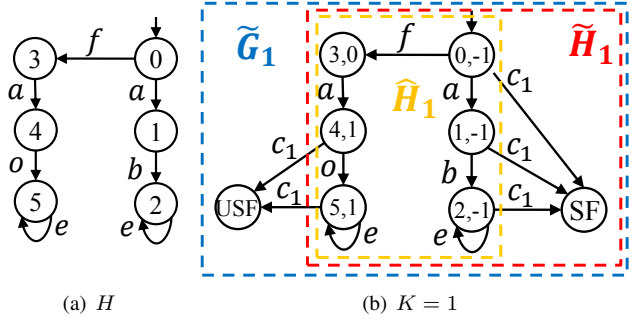 3 f 0
a a
4 1
o b
5 2
e e
(a) H
G̃₁ H̃₁
3,0 f 0,-1
c₁
a Ĥ₁ a
4,1 1,-1
c₁ c₁
o b
c₁ c₁
USF 5,1 2,-1 SF
e e
(b) K = 1